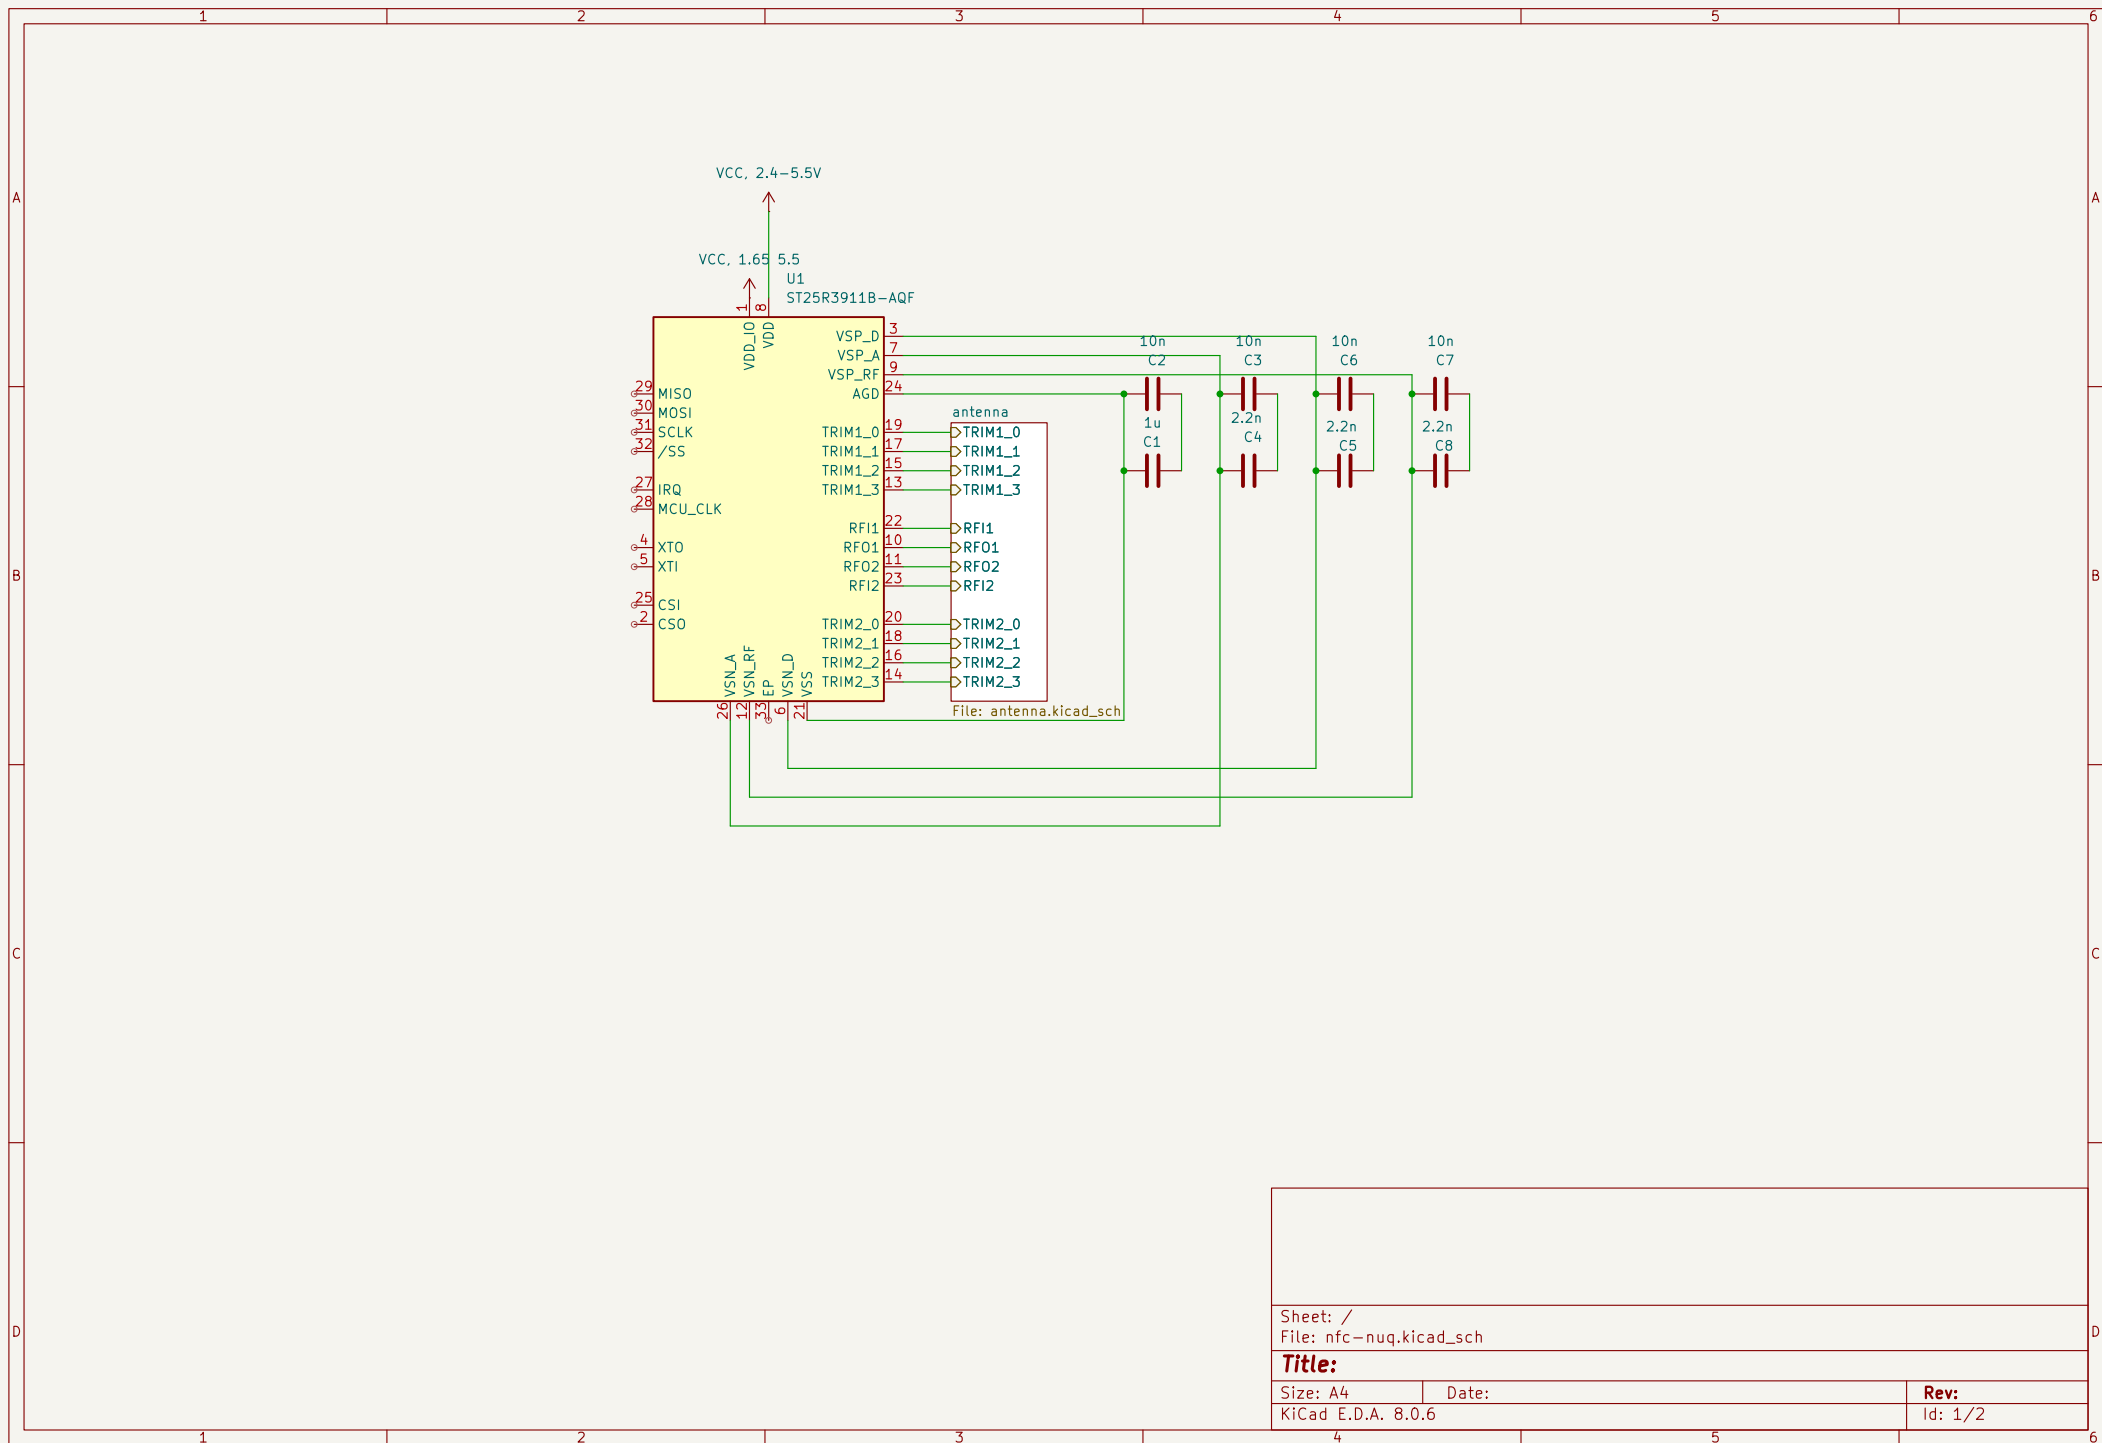 1 2 3 4 5 6
A A
B B
C C
D D
VCC, 2.4-5.5V
VCC, 1.65 5.5
U1
ST25R3911B-AQF
1 VDD_IO
8 VDD
VSP_D 3
VSP_A 7
VSP_RF 9
AGD 24
29 MISO
30 MOSI
31 SCLK
32 /SS
27 IRQ
28 MCU_CLK
4 XTO
5 XTI
25 CSI
2 CSO
TRIM1_0 19
TRIM1_1 17
TRIM1_2 15
TRIM1_3 13
RFI1 22
RFO1 10
RFO2 11
RFI2 23
TRIM2_0 20
TRIM2_1 18
TRIM2_2 16
TRIM2_3 14
VSN_A 26
VSN_RF 12
EP 33
VSN_D 6
VSS 21
antenna
TRIM1_0
TRIM1_1
TRIM1_2
TRIM1_3
RFI1
RFO1
RFO2
RFI2
TRIM2_0
TRIM2_1
TRIM2_2
TRIM2_3
File: antenna.kicad_sch
10n
C2
1u
C1
10n
C3
2.2n
C4
10n
C6
2.2n
C5
10n
C7
2.2n
C8
Sheet: /
File: nfc-nuq.kicad_sch
Title:
Size: A4 Date: Rev:
KiCad E.D.A. 8.0.6 Id: 1/2
1 2 3 4 5 6